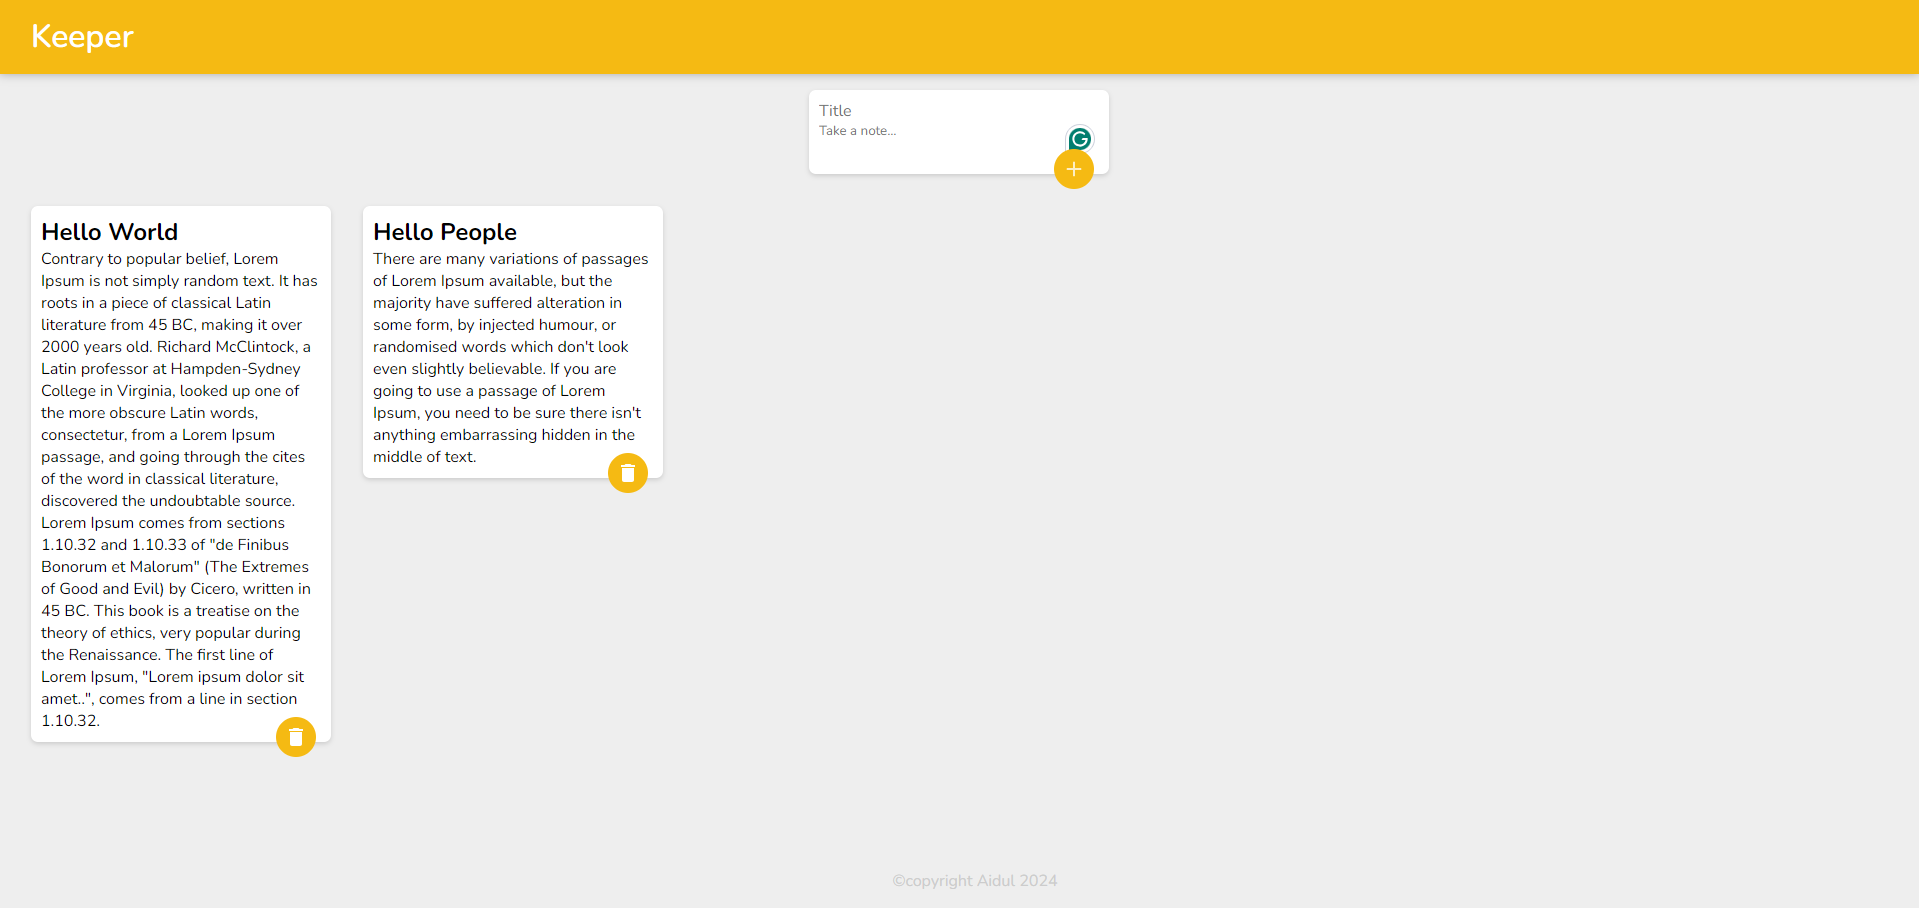 Keeper
Title
Take a note...
Hello World
Contrary to popular belief, Lorem
Ipsum is not simply random text. It has
roots in a piece of classical Latin
literature from 45 BC, making it over
2000 years old. Richard McClintock, a
Latin professor at Hampden-Sydney
College in Virginia, looked up one of
the more obscure Latin words,
consectetur, from a Lorem Ipsum
passage, and going through the cites
of the word in classical literature,
discovered the undoubtable source.
Lorem Ipsum comes from sections
1.10.32 and 1.10.33 of "de Finibus
Bonorum et Malorum" (The Extremes
of Good and Evil) by Cicero, written in
45 BC. This book is a treatise on the
theory of ethics, very popular during
the Renaissance. The first line of
Lorem Ipsum, "Lorem ipsum dolor sit
amet..", comes from a line in section
1.10.32.
Hello People
There are many variations of passages
of Lorem Ipsum available, but the
majority have suffered alteration in
some form, by injected humour, or
randomised words which don't look
even slightly believable. If you are
going to use a passage of Lorem
Ipsum, you need to be sure there isn't
anything embarrassing hidden in the
middle of text.
©copyright Aidul 2024